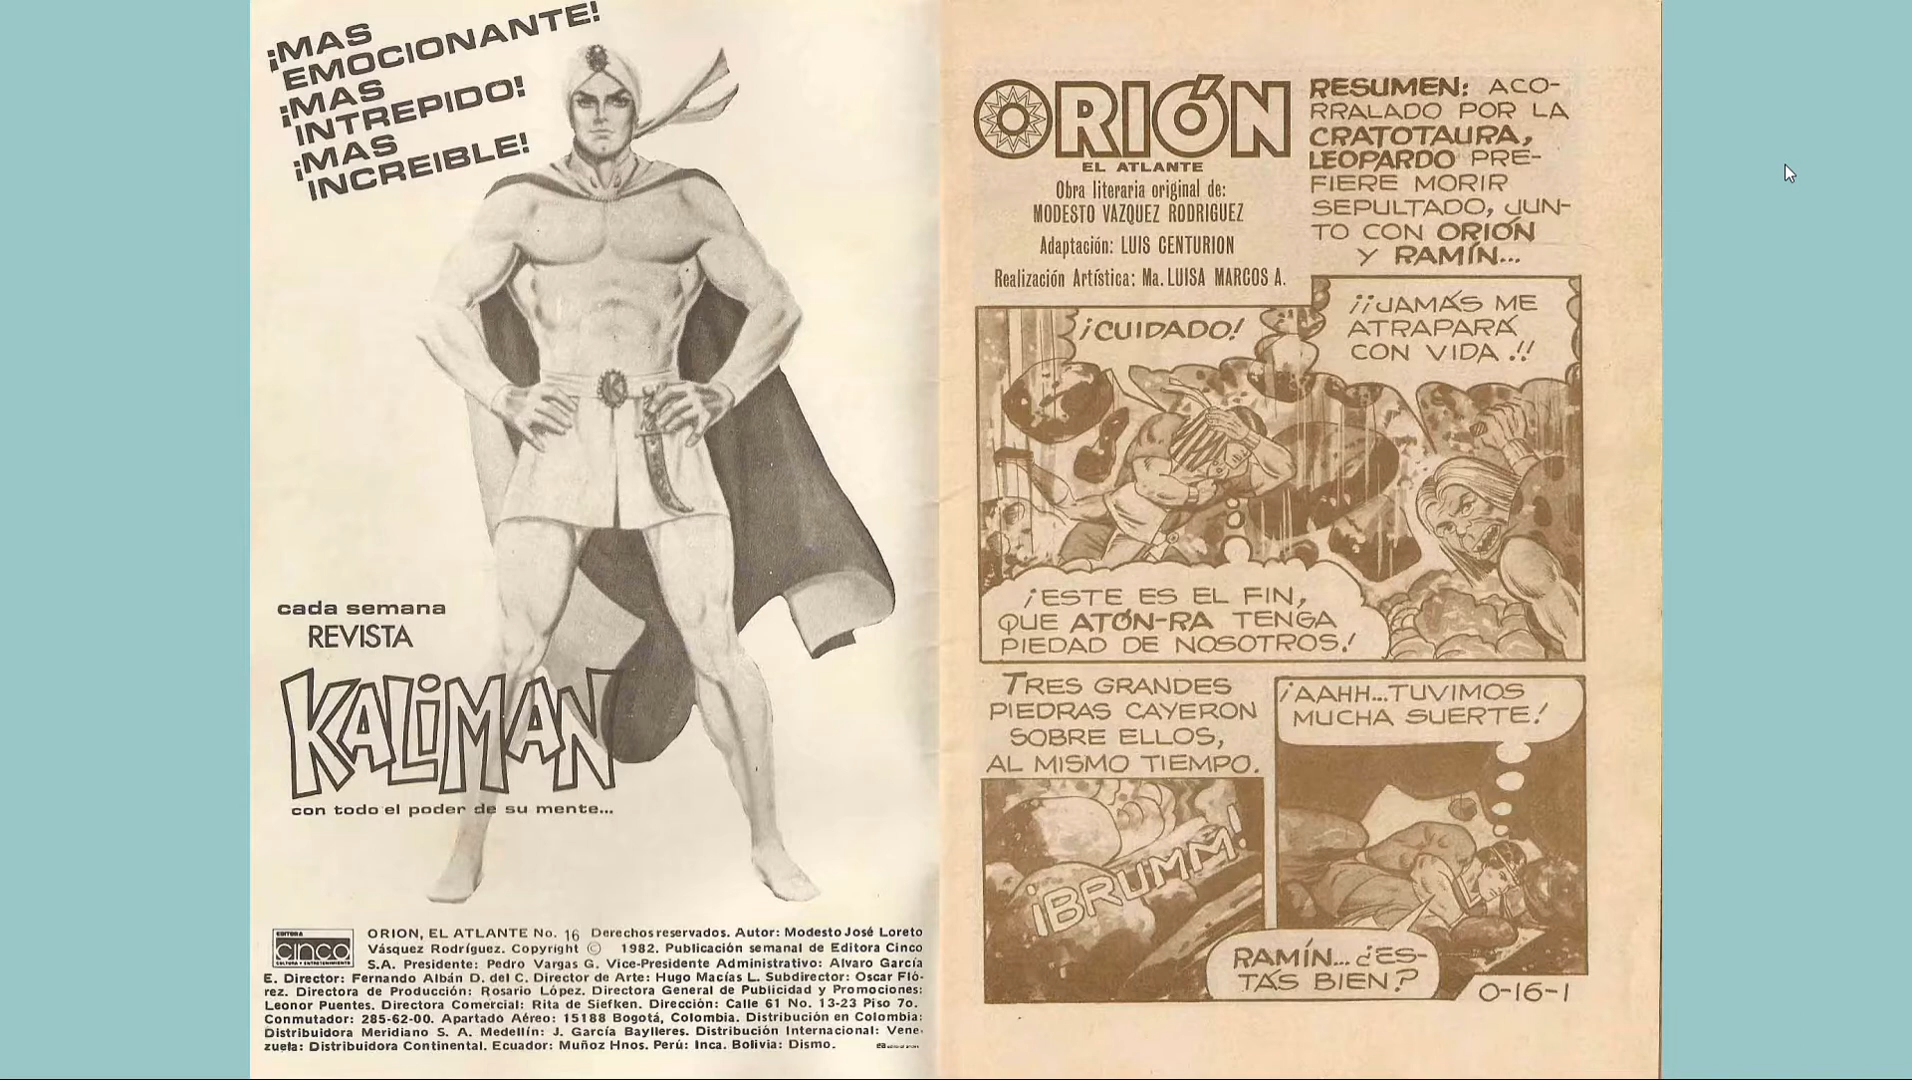 ¡MAS
EMOCIONANTE!
¡MAS
INTREPIDO!
¡MAS
INCREIBLE!
cada semana
REVISTA
KALIMAN
con todo el poder de su mente...
EDITORA
CINCO
ORION, EL ATLANTE No. 16 Derechos reservados. Autor: Modesto José Loreto
Vásquez Rodríguez. Copyright © 1982. Publicación semanal de Editora Cinco
S.A. Presidente: Pedro Vargas G. Vice-Presidente Administrativo: Alvaro García
E. Director: Fernando Albán D. del C. Director de Arte: Hugo Macías L. Subdirector: Oscar Fló-
rez. Directora de Producción: Rosario López. Directora General de Publicidad y Promociones:
Leonor Puentes. Directora Comercial: Rita de Siefken. Dirección: Calle 61 No. 13-23 Piso 7o.
Conmutador: 285-62-00. Apartado Aéreo: 15188 Bogotá, Colombia. Distribución en Colombia:
Distribuidora Meridiano S. A. Medellín: J. García Baylleres. Distribución Internacional: Vene-
zuela: Distribuidora Continental. Ecuador: Muñoz Hnos. Perú: Inca. Bolivia: Dismo.
ORIÓN
EL ATLANTE
Obra literaria original de:
MODESTO VAZQUEZ RODRIGUEZ
Adaptación: LUIS CENTURION
Realización Artística: Ma. LUISA MARCOS A.
RESUMEN: ACO-
RRALADO POR LA
CRATOTAURA,
LEOPARDO PRE-
FIERE MORIR
SEPULTADO, JUN-
TO CON ORIÓN
Y RAMÍN...
¡CUIDADO!
¡¡JAMÁS ME
ATRAPARÁ
CON VIDA!!
¡ESTE ES EL FIN,
QUE ATÓN-RA TENGA
PIEDAD DE NOSOTROS!
TRES GRANDES
PIEDRAS CAYERON
SOBRE ELLOS,
AL MISMO TIEMPO.
¡BRUMM!
¡AAHH...TUVIMOS
MUCHA SUERTE!
RAMÍN... ¿ES-
TÁS BIEN?
O-16-1